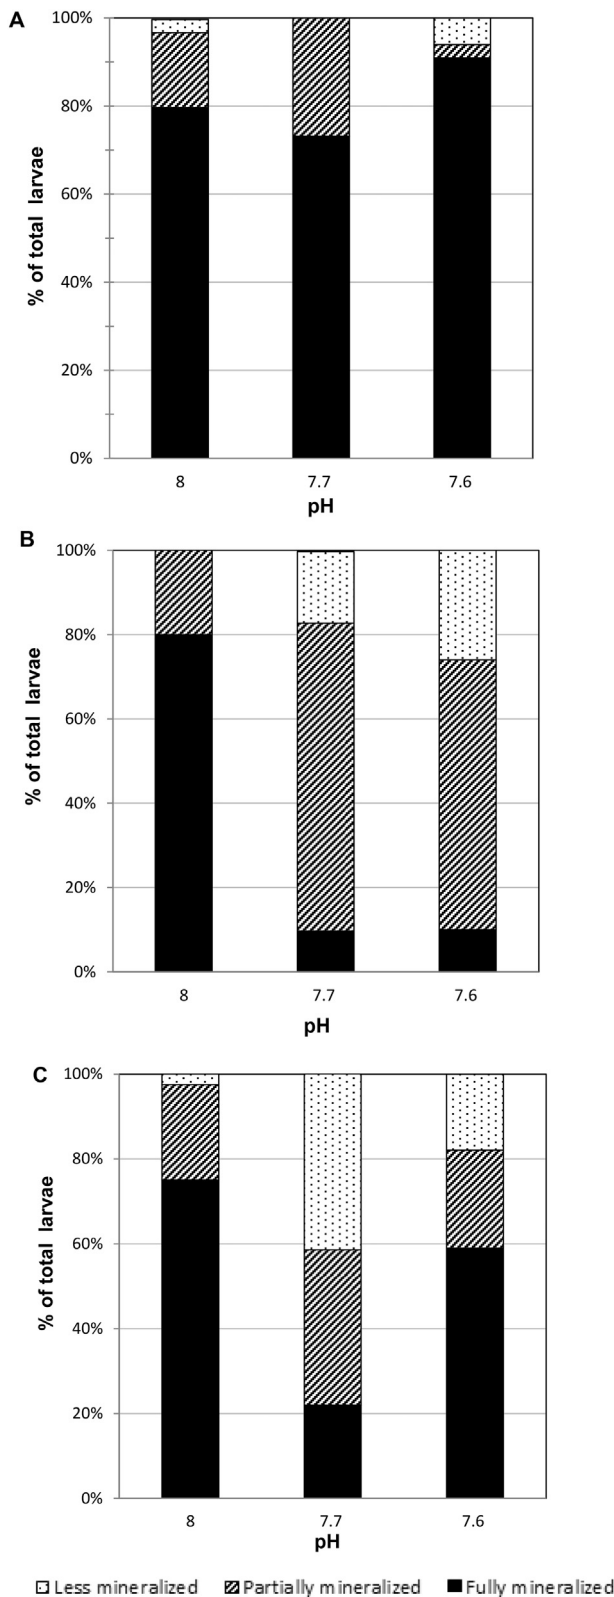 A
100%
80%
60%
40%
20%
0%
% of total larvae
8 7.7 7.6
pH
B
100%
80%
60%
40%
20%
0%
% of total larvae
8 7.7 7.6
pH
C
100%
80%
60%
40%
20%
0%
% of total larvae
8 7.7 7.6
pH
Less mineralized Partially mineralized Fully mineralized